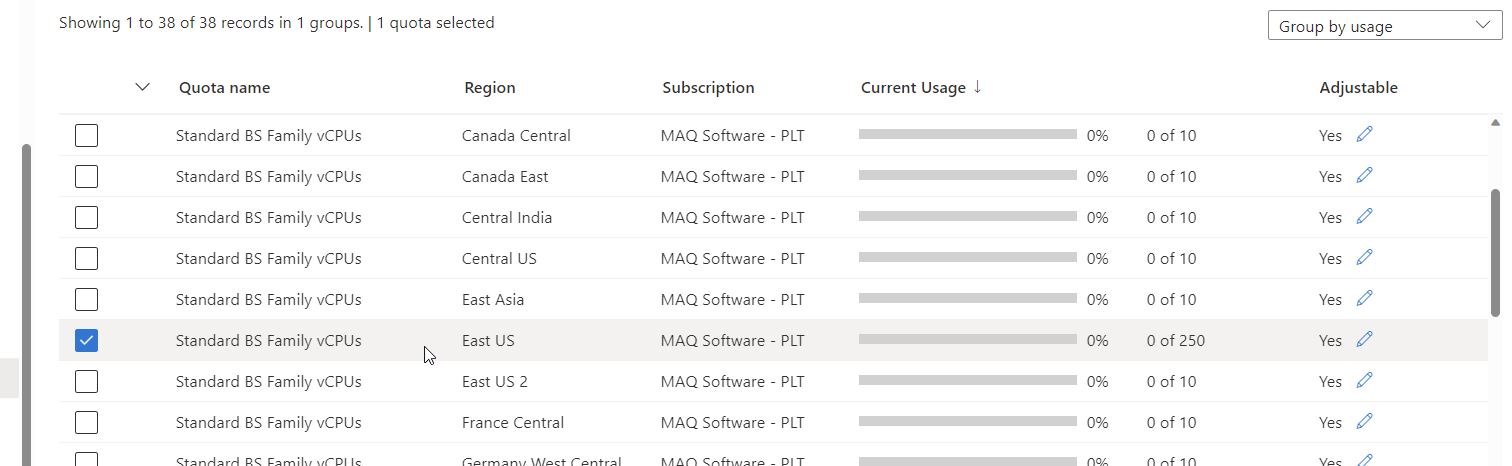 Showing 1 to 38 of 38 records in 1 groups. | 1 quota selected
Group by usage
Quota name Region Subscription Current Usage ↓ Adjustable
Standard BS Family vCPUs Canada Central MAQ Software - PLT 0% 0 of 10 Yes
Standard BS Family vCPUs Canada East MAQ Software - PLT 0% 0 of 10 Yes
Standard BS Family vCPUs Central India MAQ Software - PLT 0% 0 of 10 Yes
Standard BS Family vCPUs Central US MAQ Software - PLT 0% 0 of 10 Yes
Standard BS Family vCPUs East Asia MAQ Software - PLT 0% 0 of 10 Yes
Standard BS Family vCPUs East US MAQ Software - PLT 0% 0 of 250 Yes
Standard BS Family vCPUs East US 2 MAQ Software - PLT 0% 0 of 10 Yes
Standard BS Family vCPUs France Central MAQ Software - PLT 0% 0 of 10 Yes
Standard BS Family vCPUs Germany West Central MAQ Software - PLT 0% 0 of 10 Yes